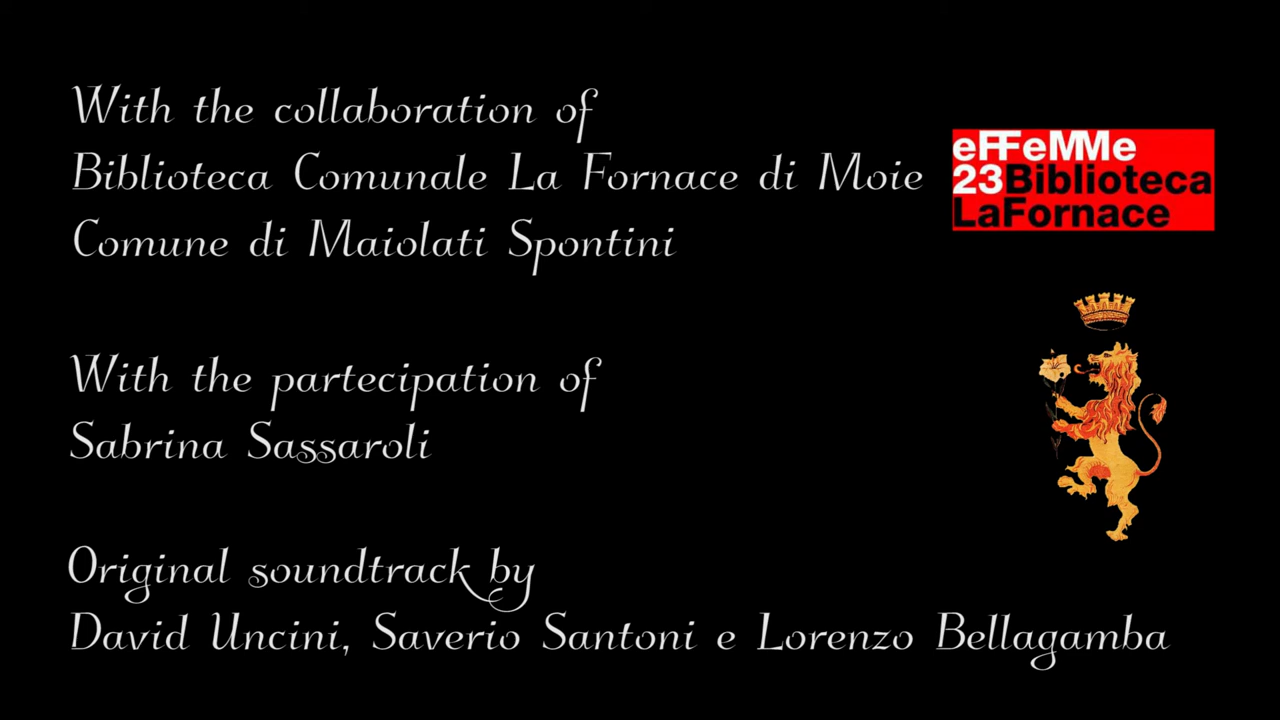 With the collaboration of
Biblioteca Comunale La Fornace di Moie
Comune di Maiolati Spontini
eFFeMMe
23Biblioteca
LaFornace
With the partecipation of
Sabrina Sassaroli
Original soundtrack by
David Uncini, Saverio Santoni e Lorenzo Bellagamba